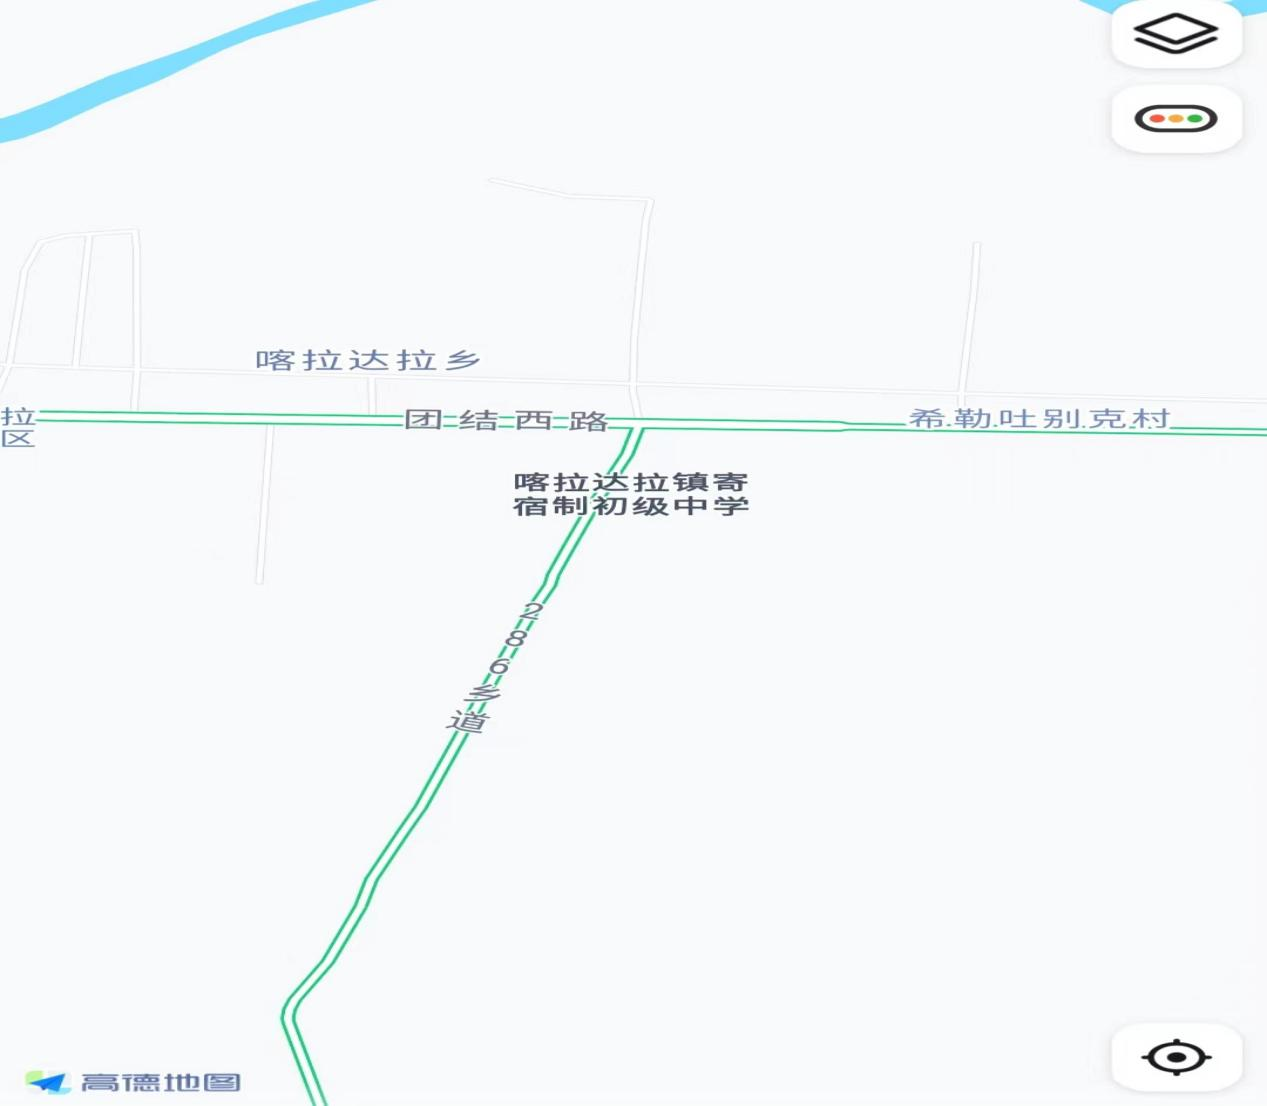 喀拉达拉乡
拉
区
团结西路
希勒吐别克村
喀拉达拉镇寄
宿制初级中学
286乡道
高德地图